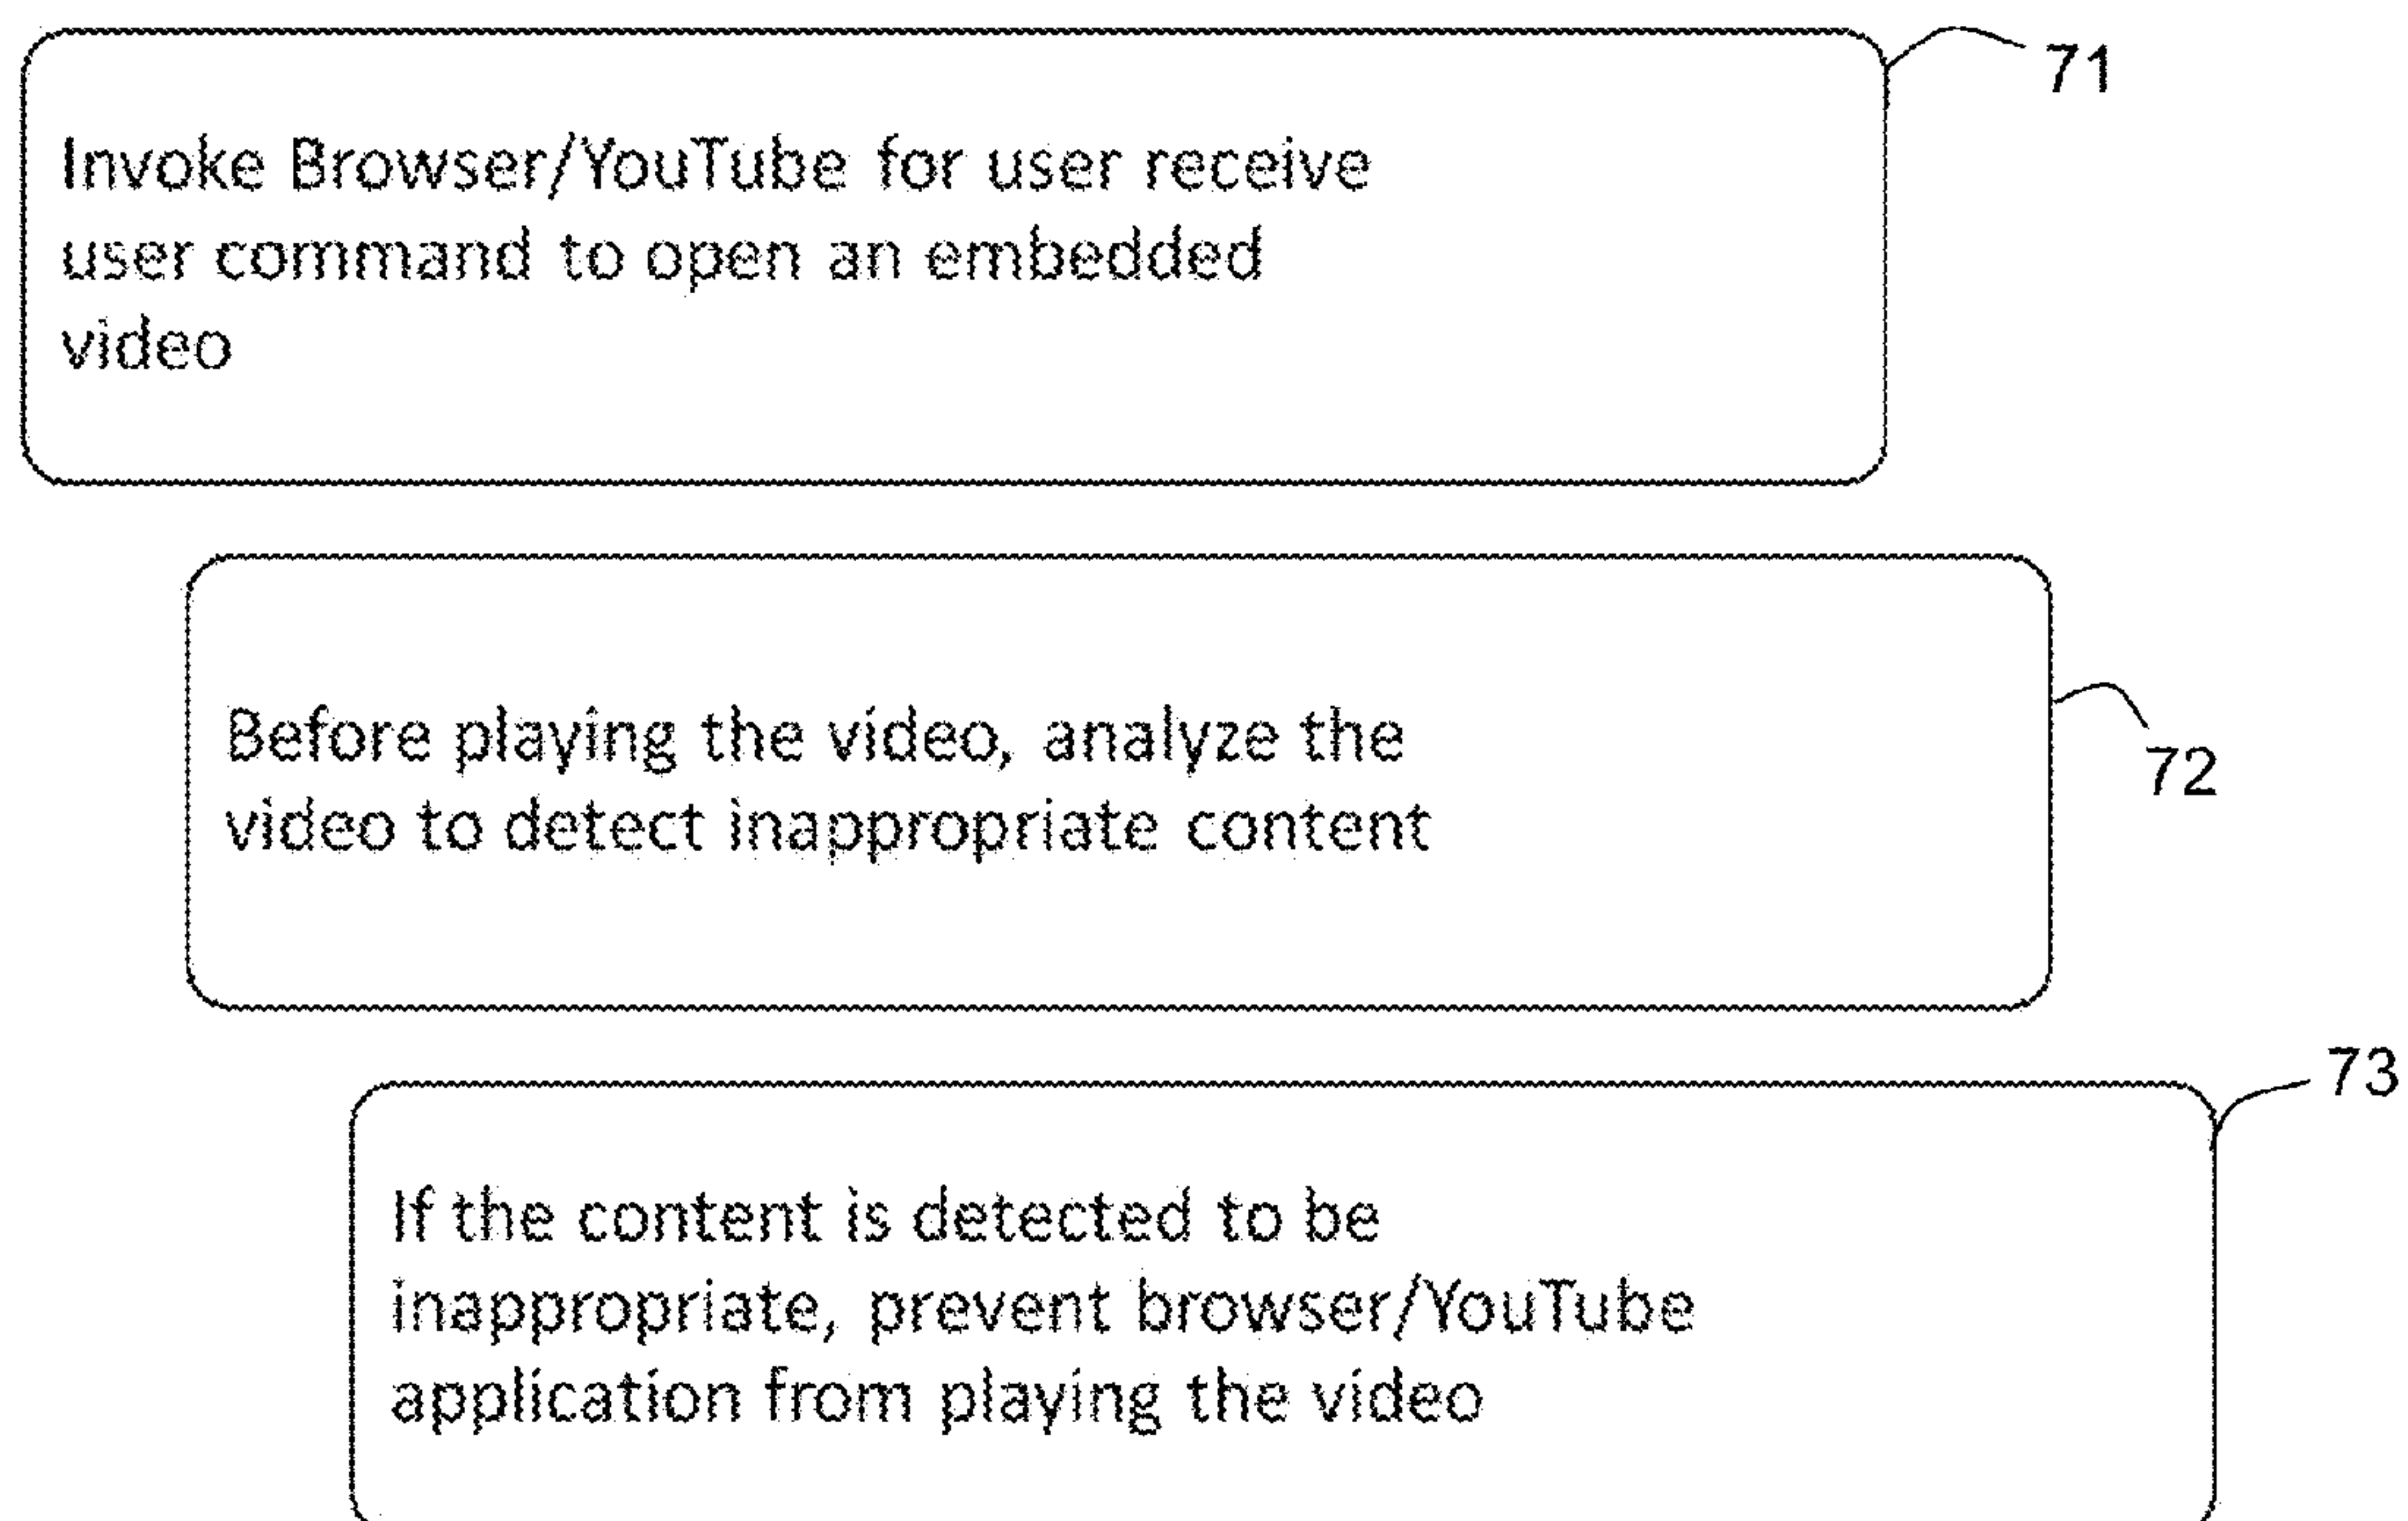 71
Invoke Browser/YouTube for user receive
user command to open an embedded
video
Before playing the video, analyze the
video to detect inappropriate content
72
73
If the content is detected to be
inappropriate, prevent browser/YouTube
application from playing the video